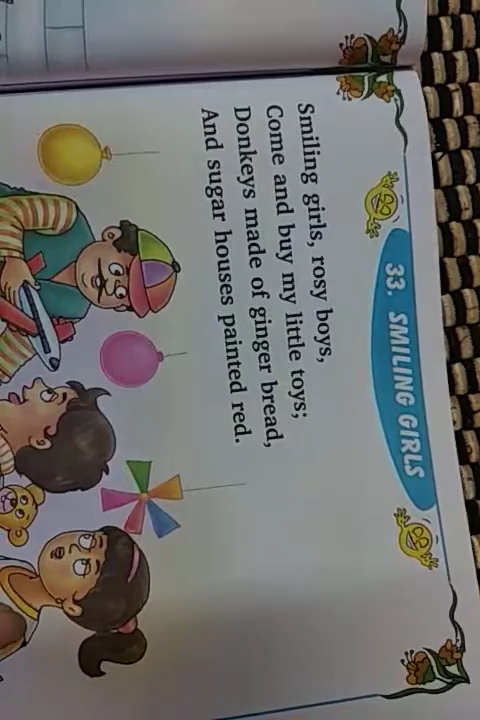 33. SMILING GIRLS
Smiling girls, rosy boys,
Come and buy my little toys;
Donkeys made of ginger bread,
And sugar houses painted red.